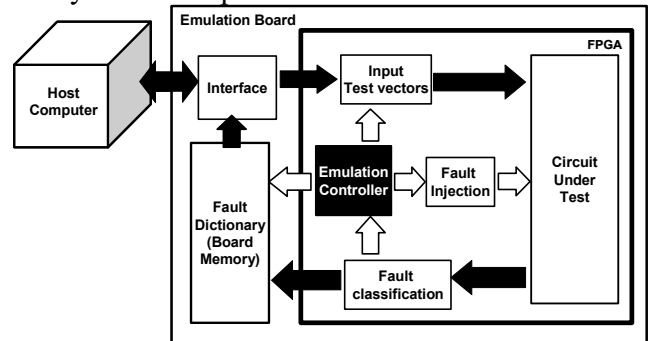 Emulation Board
FPGA
Host
Computer
Interface
Input
Test vectors
Emulation
Controller
Fault
Injection
Circuit
Under
Test
Fault
Dictionary
(Board
Memory)
Fault
classification